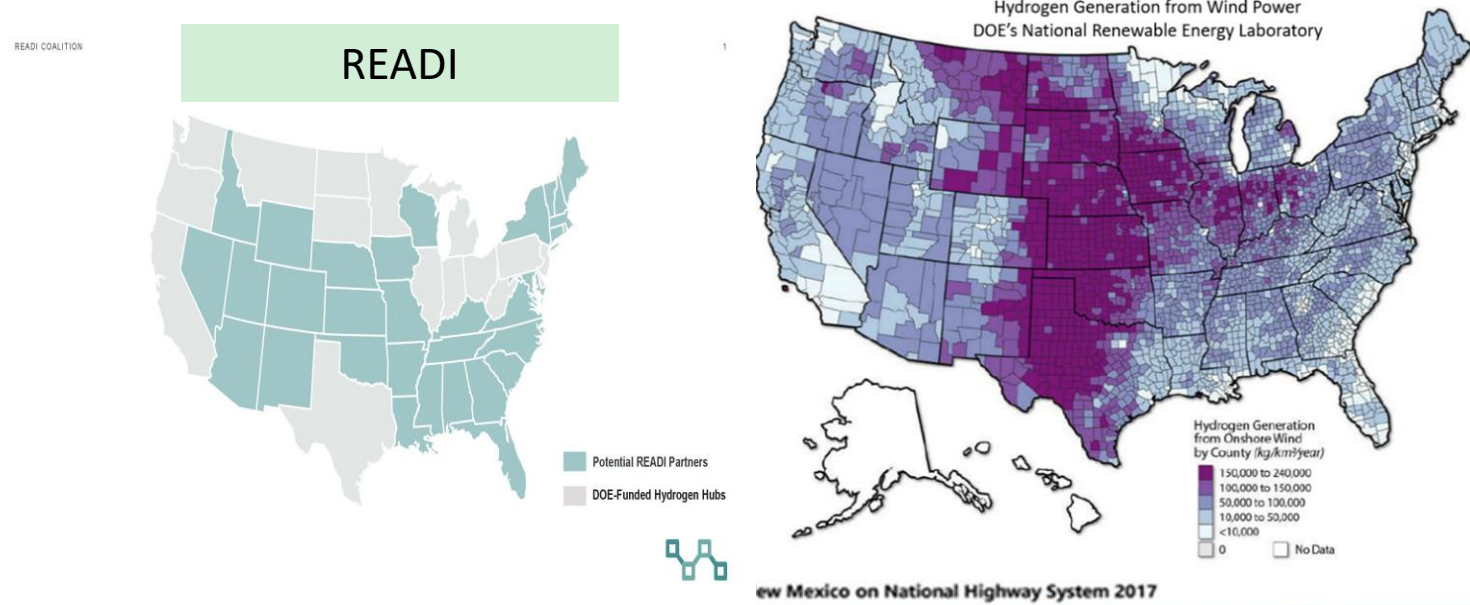 READI COALITION
READI
1
Potential READI Partners
DOE-Funded Hydrogen Hubs
Hydrogen Generation from Wind Power
DOE's National Renewable Energy Laboratory
Hydrogen Generation
from Onshore Wind
by County (kg/km²/year)
150,000 to 240,000
100,000 to 150,000
50,000 to 100,000
10,000 to 50,000
<10,000
0
No Data
ew Mexico on National Highway System 2017